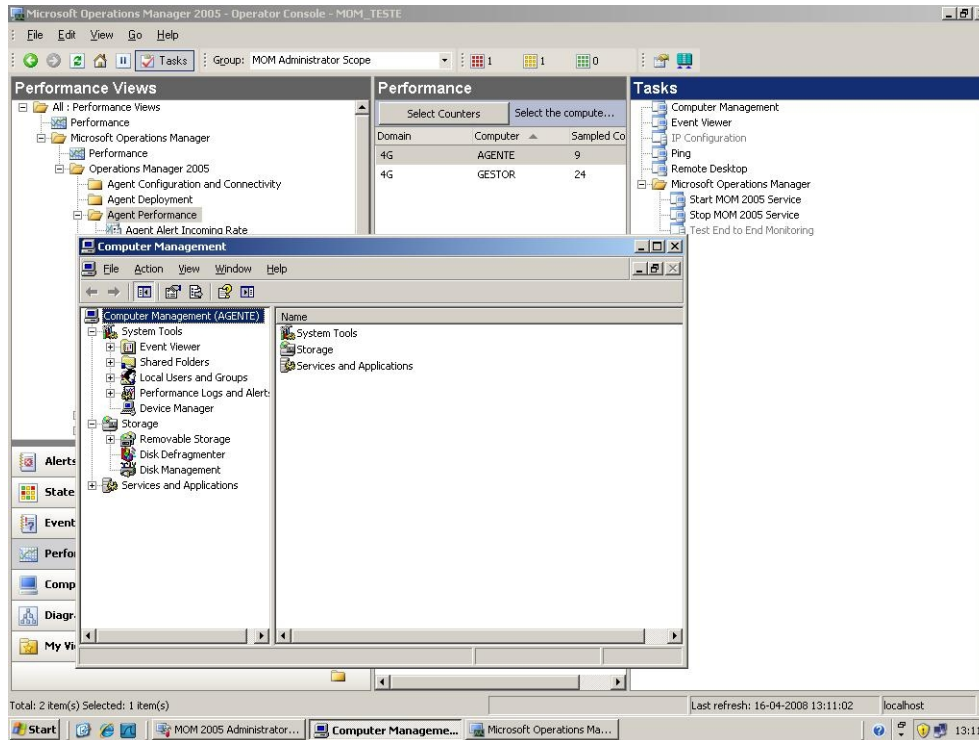 Microsoft Operations Manager 2005 - Operator Console - MOM_TESTE
File Edit View Go Help
Tasks Group: MOM Administrator Scope 1 1 0
Performance Views
All : Performance Views
Performance
Microsoft Operations Manager
Performance
Operations Manager 2005
Agent Configuration and Connectivity
Agent Deployment
Agent Performance
Agent Alert Incoming Rate
Performance
Select Counters Select the compute...
Domain Computer Sampled Co
4G AGENTE 9
4G GESTOR 24
Tasks
Computer Management
Event Viewer
IP Configuration
Ping
Remote Desktop
Microsoft Operations Manager
Start MOM 2005 Service
Stop MOM 2005 Service
Test End to End Monitoring
Computer Management
File Action View Window Help
Computer Management (AGENTE)
System Tools
Event Viewer
Shared Folders
Local Users and Groups
Performance Logs and Alert
Device Manager
Storage
Removable Storage
Disk Defragmenter
Disk Management
Services and Applications
Name
System Tools
Storage
Services and Applications
Alerts
State
Event
Perfo
Comp
Diagr
My Vi
Total: 2 item(s) Selected: 1 item(s)
Last refresh: 16-04-2008 13:11:02
localhost
Start
MOM 2005 Administrator...
Computer Manageme...
Microsoft Operations Ma...
13:11